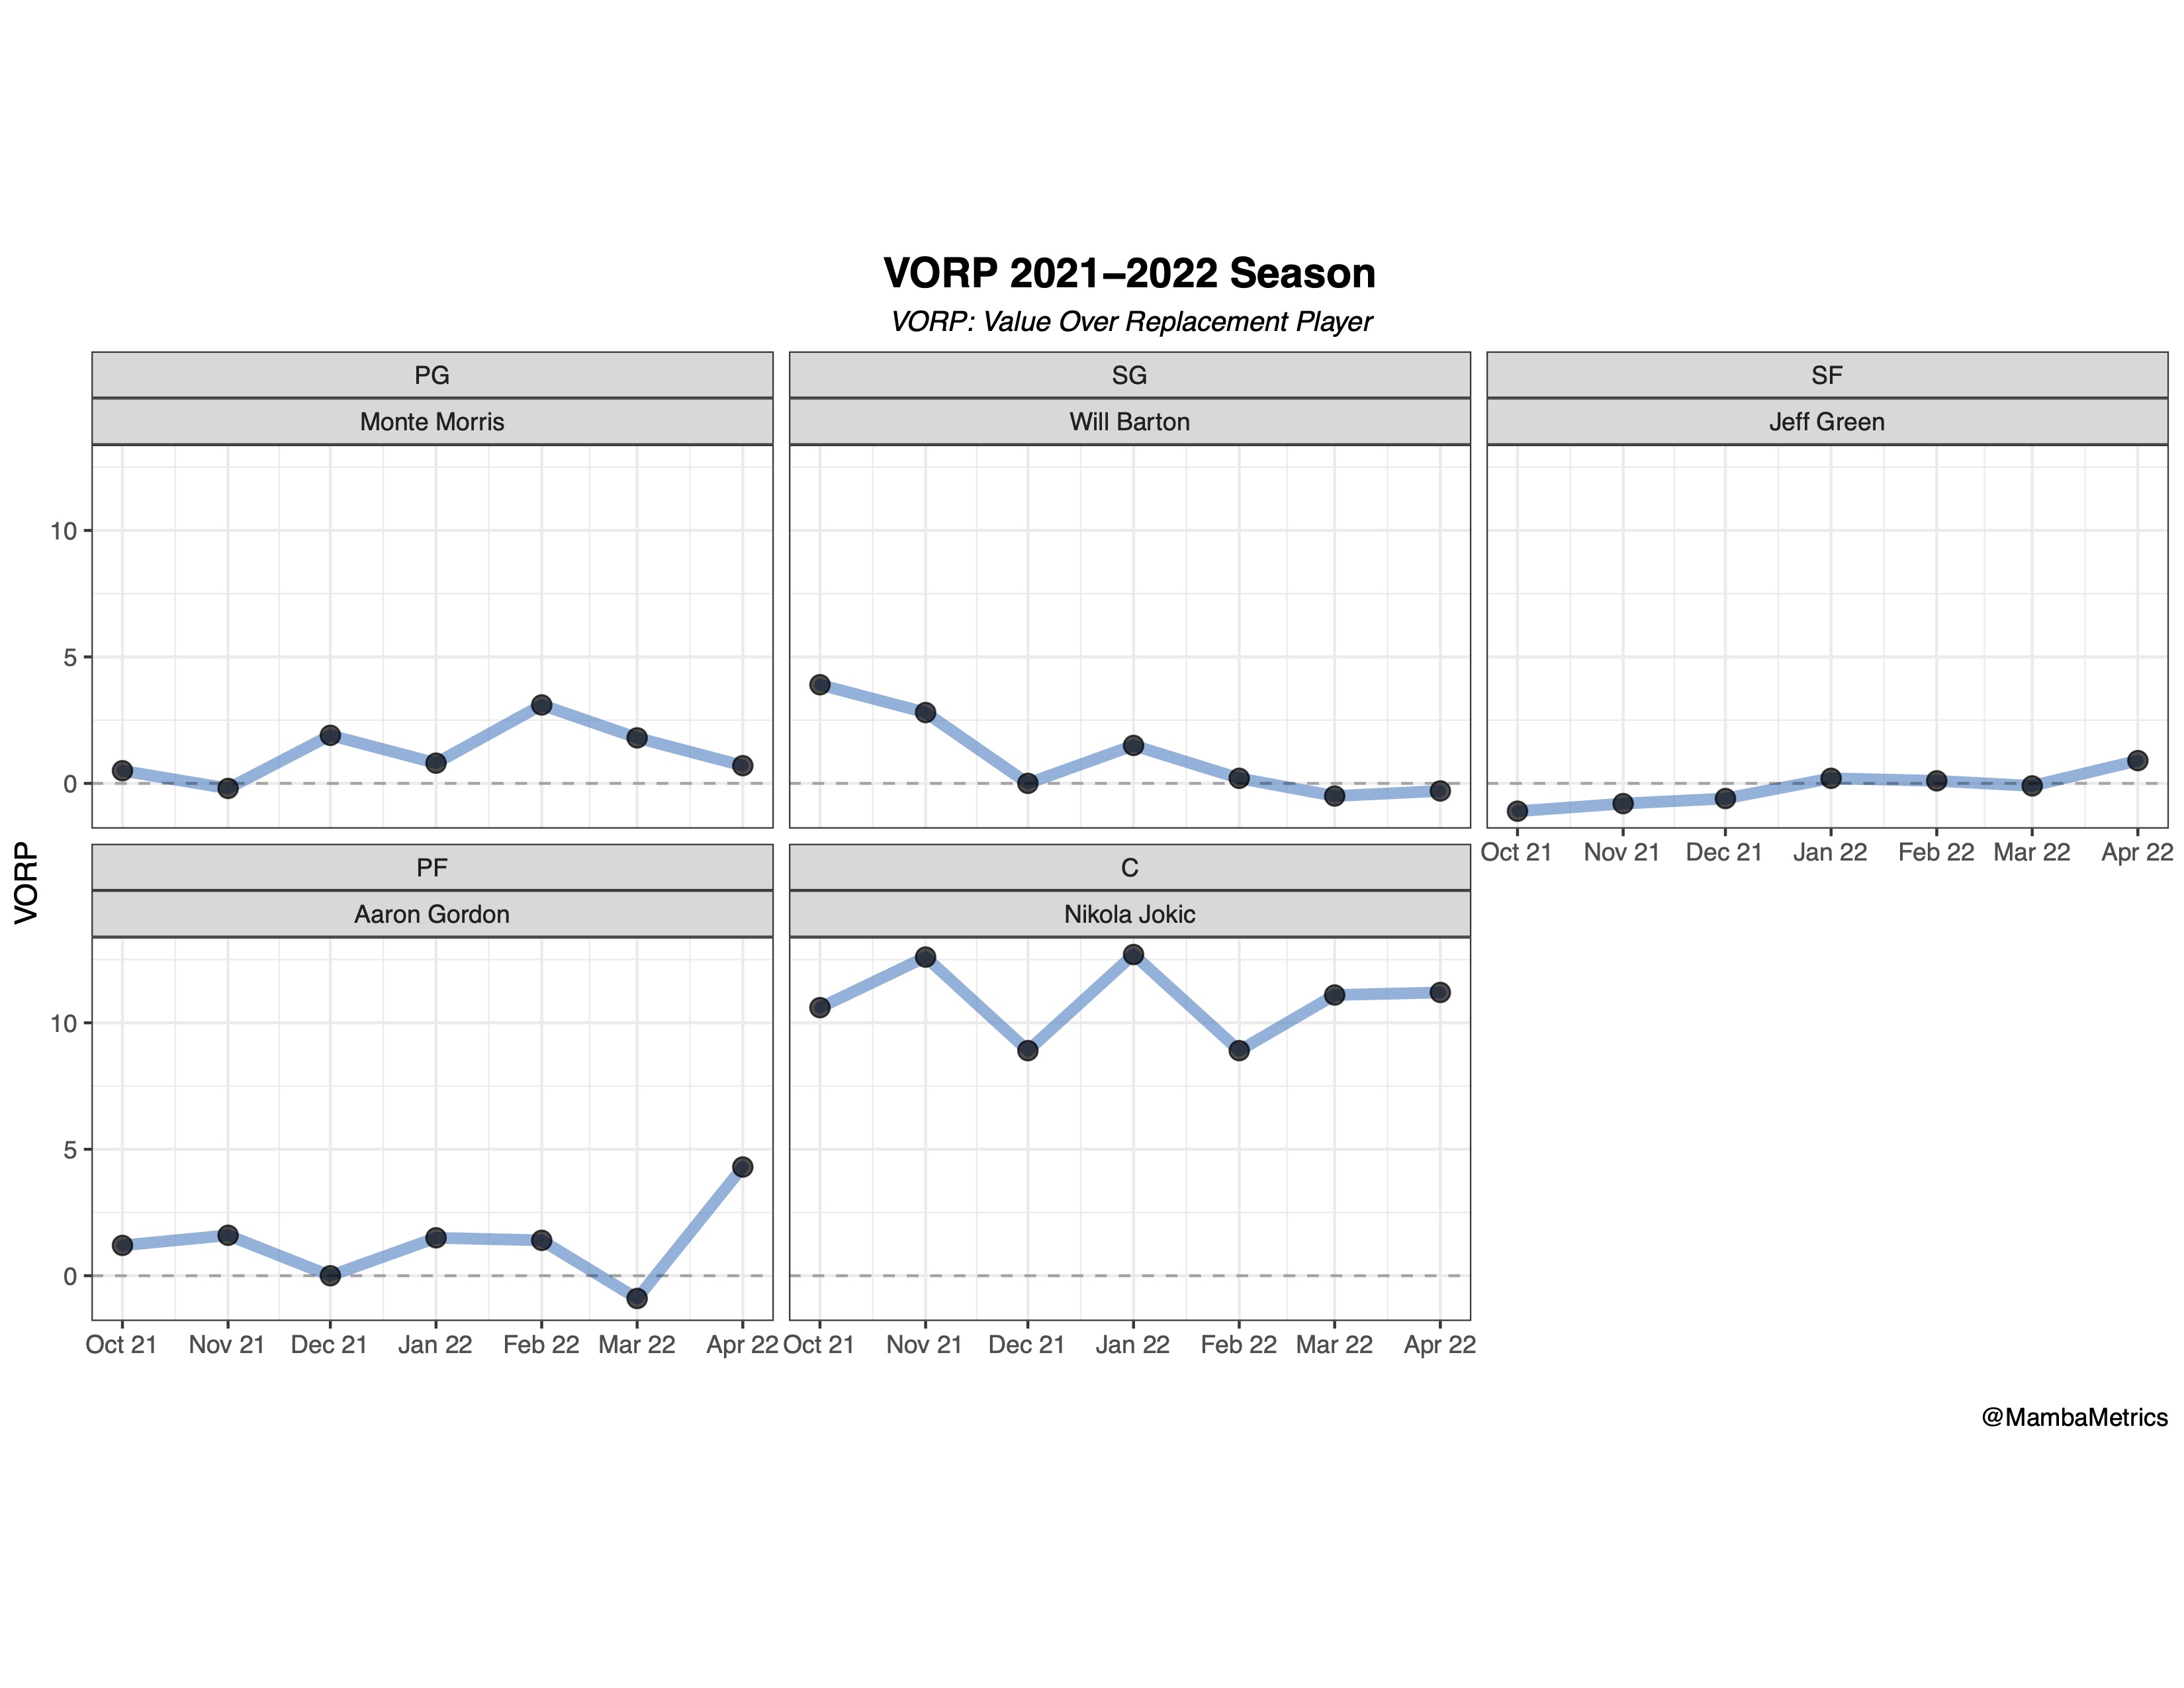 VORP 2021–2022 Season
VORP: Value Over Replacement Player
PG
SG
SF
Monte Morris
Will Barton
Jeff Green
10
5
0
Oct 21 Nov 21 Dec 21 Jan 22 Feb 22 Mar 22 Apr 22
VORP
PF
C
Aaron Gordon
Nikola Jokic
10
5
0
Oct 21 Nov 21 Dec 21 Jan 22 Feb 22 Mar 22 Apr 22
Oct 21 Nov 21 Dec 21 Jan 22 Feb 22 Mar 22 Apr 22
@MambaMetrics